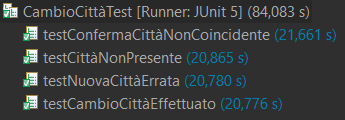 CambioCittàTest [Runner: JUnit 5] (84,083 s)
testConfermaCittàNonCoincidente (21,661 s)
testCittàNonPresente (20,865 s)
testNuovaCittàErrata (20,780 s)
testCambioCittàEffettuato (20,776 s)